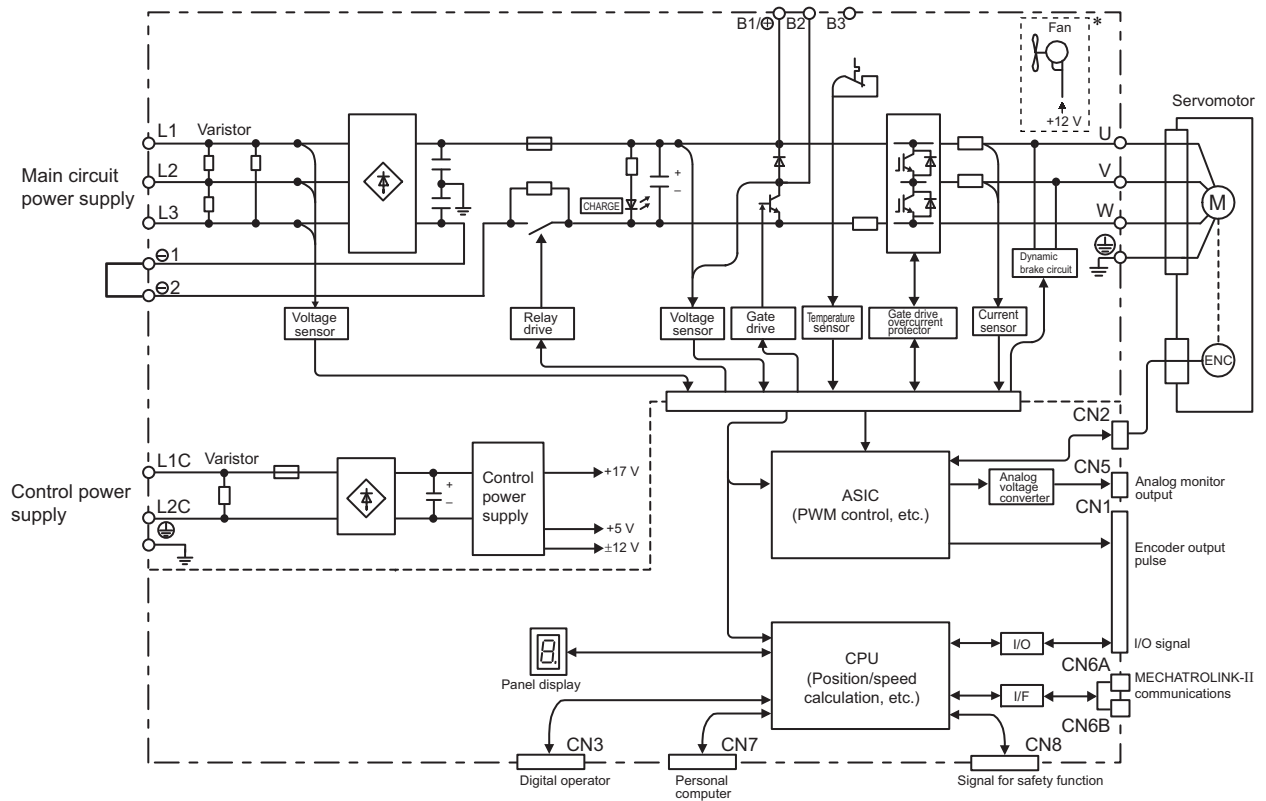 B1/⊕ B2 B3
Fan
*
+12 V
Servomotor
Main circuit
power supply
L1
L2
L3
Varistor
⊖1
⊖2
CHARGE
+
–
U
V
W
M
ENC
Dynamic
brake circuit
Voltage
sensor
Relay
drive
Voltage
sensor
Gate
drive
Temperature
sensor
Gate drive
overcurrent
protector
Current
sensor
Control power
supply
L1C
L2C
Varistor
+
–
Control
power
supply
+17 V
+5 V
±12 V
ASIC
(PWM control, etc.)
Analog
voltage
converter
CN2
CN5
Analog monitor
output
CN1
Encoder output
pulse
I/O signal
CPU
(Position/speed
calculation, etc.)
I/O
I/F
CN6A
MECHATROLINK-II
communications
CN6B
Panel display
CN3
Digital operator
CN7
Personal
computer
CN8
Signal for safety function